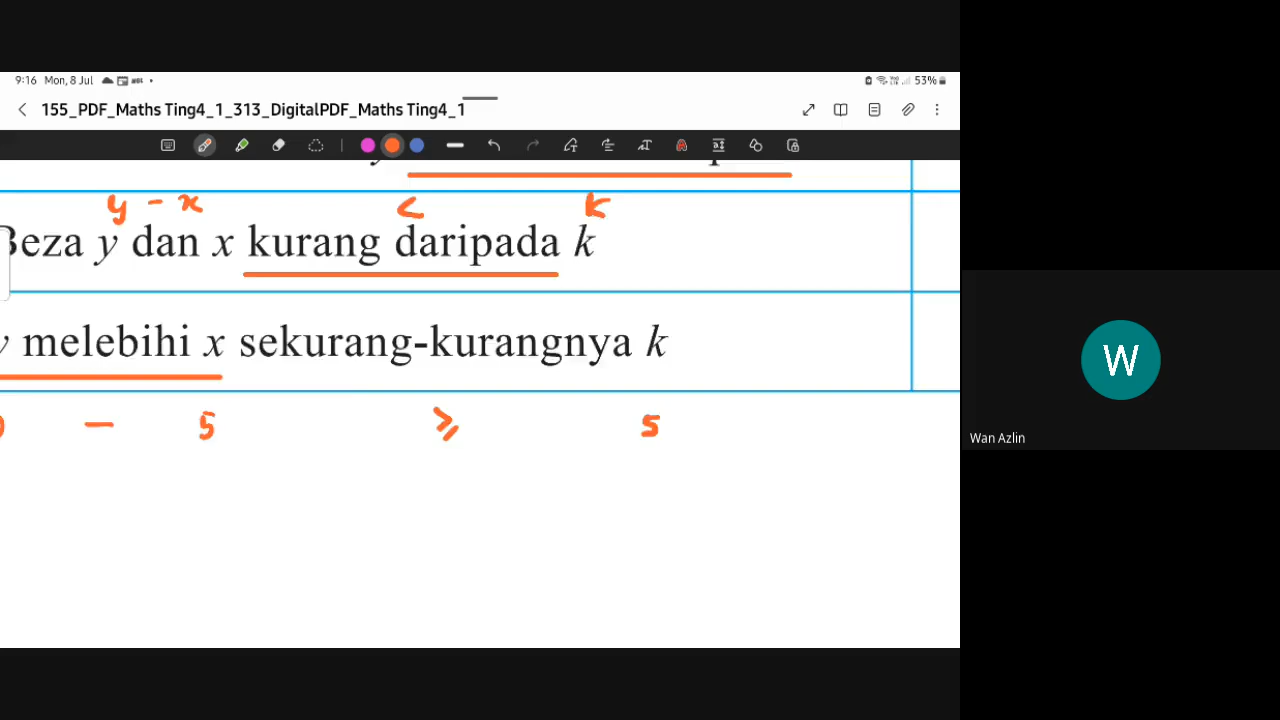 9:16 Mon, 8 Jul 53%
155_PDF_Maths Ting4_1_313_DigitalPDF_Maths Ting4_1
y - x < k
Beza y dan x kurang daripada k
y melebihi x sekurang-kurangnya k
- 5 ⩾ 5
W
Wan Azlin